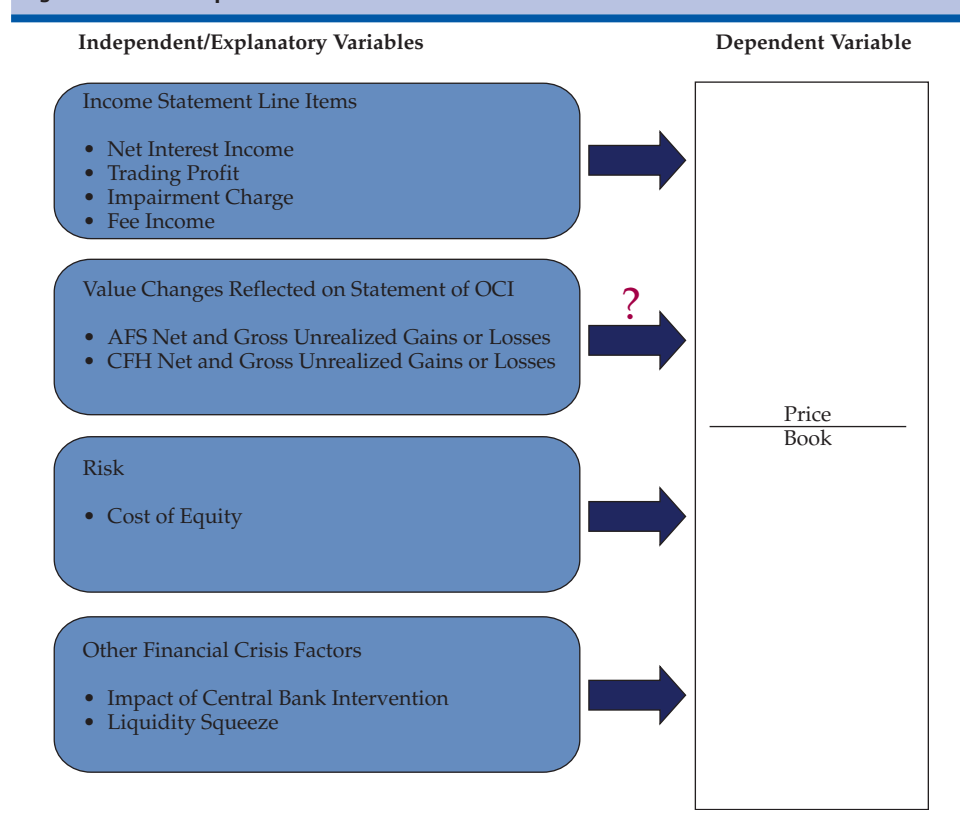 Independent/Explanatory Variables
Dependent Variable
Income Statement Line Items
• Net Interest Income
• Trading Profit
• Impairment Charge
• Fee Income
Value Changes Reflected on Statement of OCI
• AFS Net and Gross Unrealized Gains or Losses
• CFH Net and Gross Unrealized Gains or Losses
?
Price
Book
Risk
• Cost of Equity
Other Financial Crisis Factors
• Impact of Central Bank Intervention
• Liquidity Squeeze